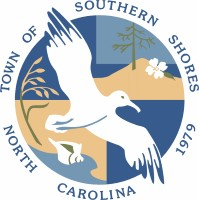 TOWN OF SOUTHERN SHORES
NORTH CAROLINA 1979